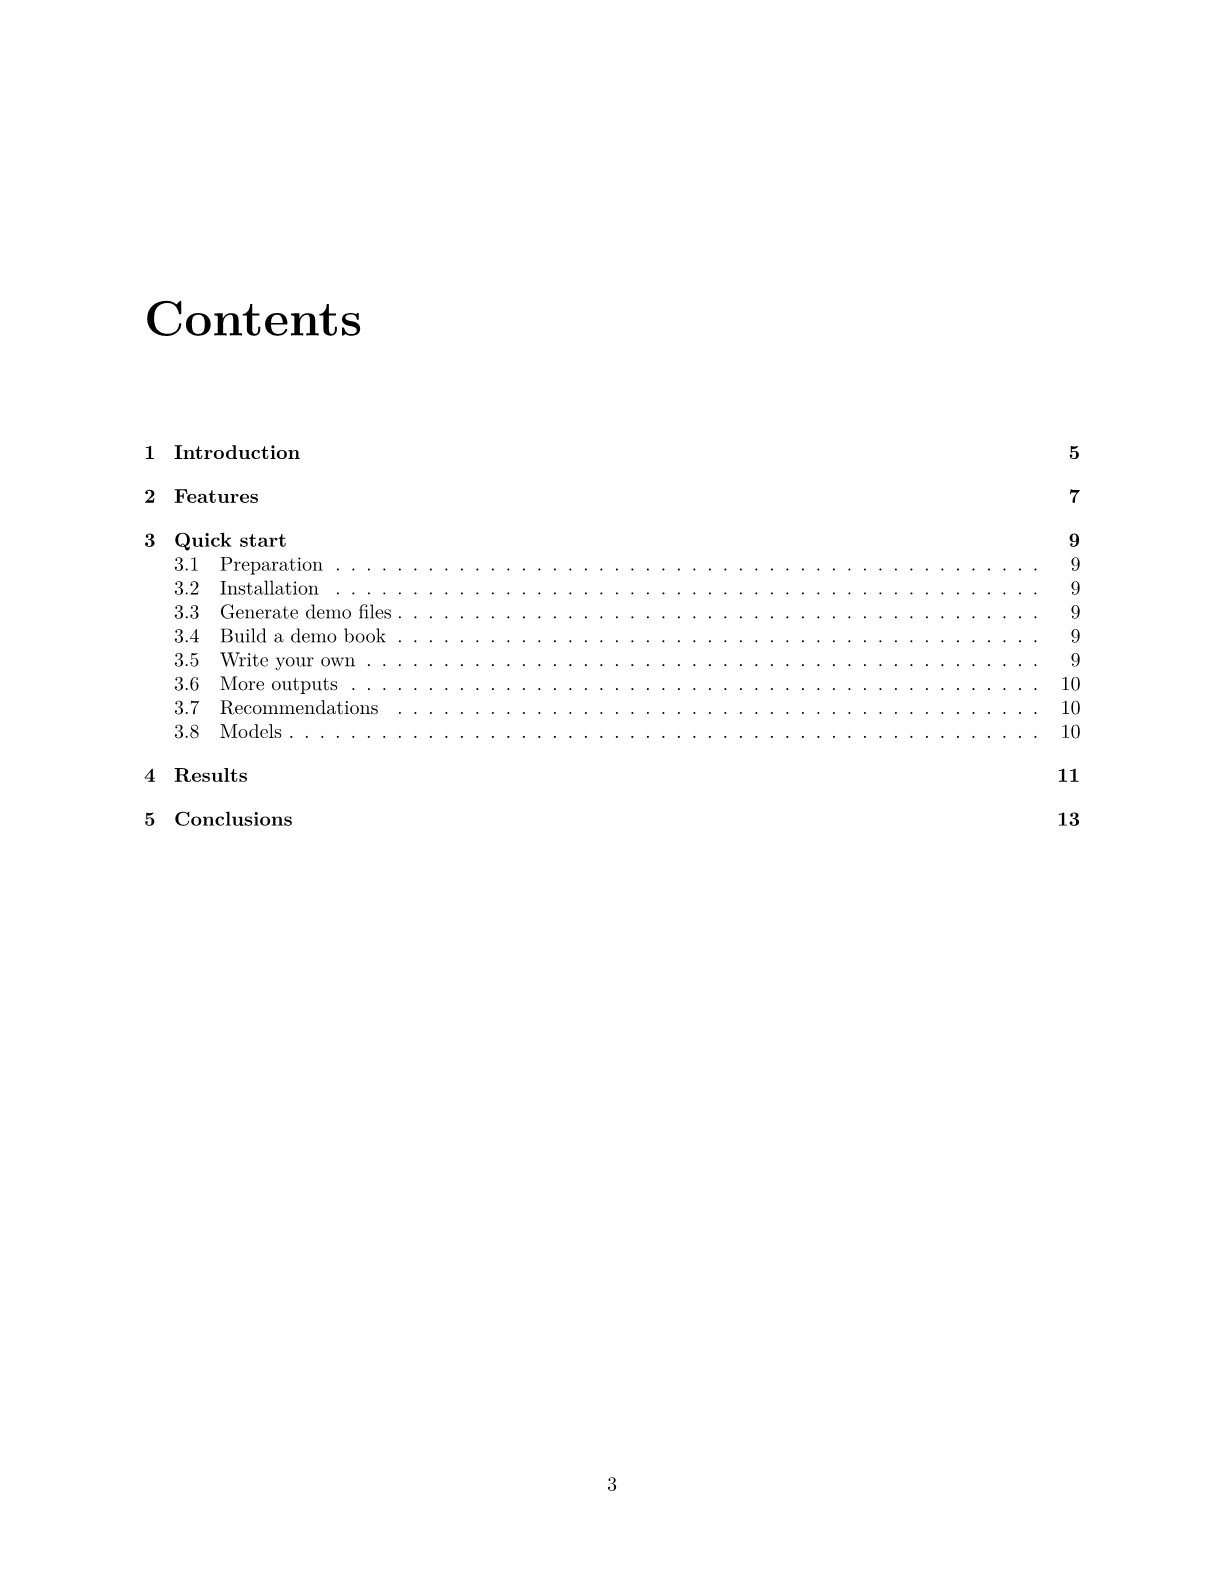 Contents
1 Introduction 5
2 Features 7
3 Quick start 9
3.1 Preparation . . . . . . . . . . . . . . . . . . . . . . . . . . . . . . . . . . . . . . . . . . . . . . 9
3.2 Installation . . . . . . . . . . . . . . . . . . . . . . . . . . . . . . . . . . . . . . . . . . . . . . 9
3.3 Generate demo files . . . . . . . . . . . . . . . . . . . . . . . . . . . . . . . . . . . . . . . . . . 9
3.4 Build a demo book . . . . . . . . . . . . . . . . . . . . . . . . . . . . . . . . . . . . . . . . . . 9
3.5 Write your own . . . . . . . . . . . . . . . . . . . . . . . . . . . . . . . . . . . . . . . . . . . . 9
3.6 More outputs . . . . . . . . . . . . . . . . . . . . . . . . . . . . . . . . . . . . . . . . . . . . . 10
3.7 Recommendations . . . . . . . . . . . . . . . . . . . . . . . . . . . . . . . . . . . . . . . . . . 10
3.8 Models . . . . . . . . . . . . . . . . . . . . . . . . . . . . . . . . . . . . . . . . . . . . . . . . . 10
4 Results 11
5 Conclusions 13
3